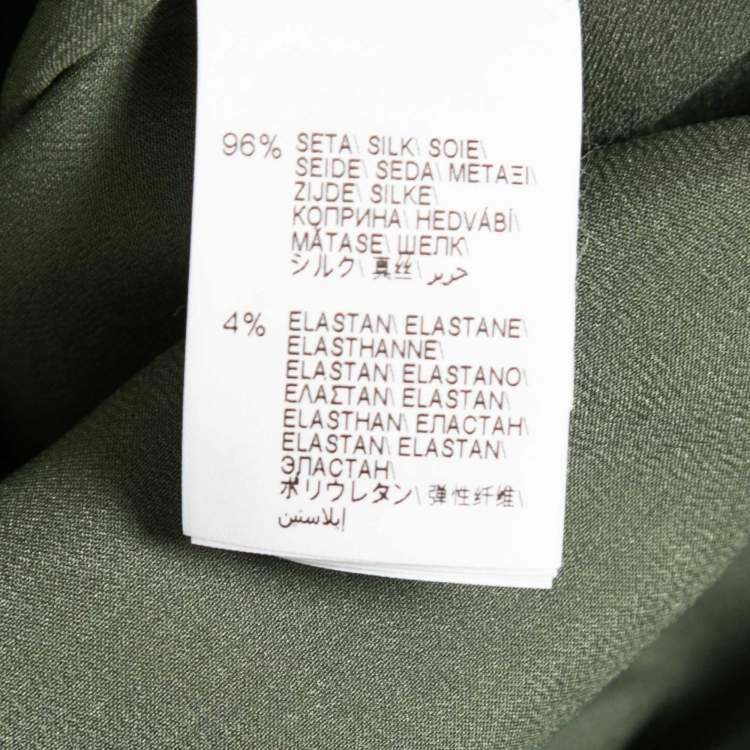 96% SETA\ SILK\ SOIE\
SEIDE\ SEDA\ ΜΕΤΑΞΙ\
ZIJDE\ SILKE\
КОПРИНА\ HEDVÁBÍ\
MĂTASE\ ШЕЛК\
シルク\ 真丝\ حرير
4% ELASTAN\ ELASTANE\
ELASTHANNE\
ELASTAN\ ELASTANO\
ΕΛΑΣΤΑΝ\ ELASTAN\
ELASTHAN\ ЕЛАСТАН\
ELASTAN\ ELASTAN\
ЭЛАСТАН\
ポリウレタン\ 弹性纤维\
إيلاستين